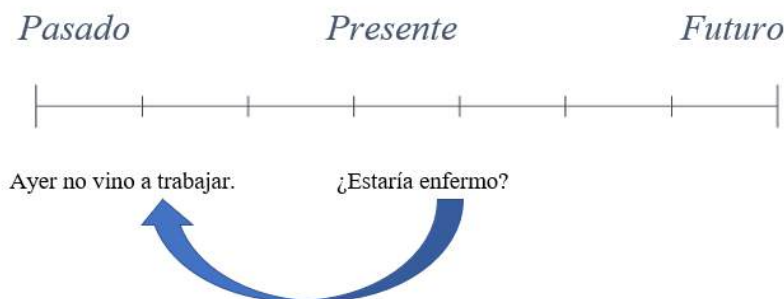 Pasado Presente Futuro
Ayer no vino a trabajar. ¿Estaría enfermo?